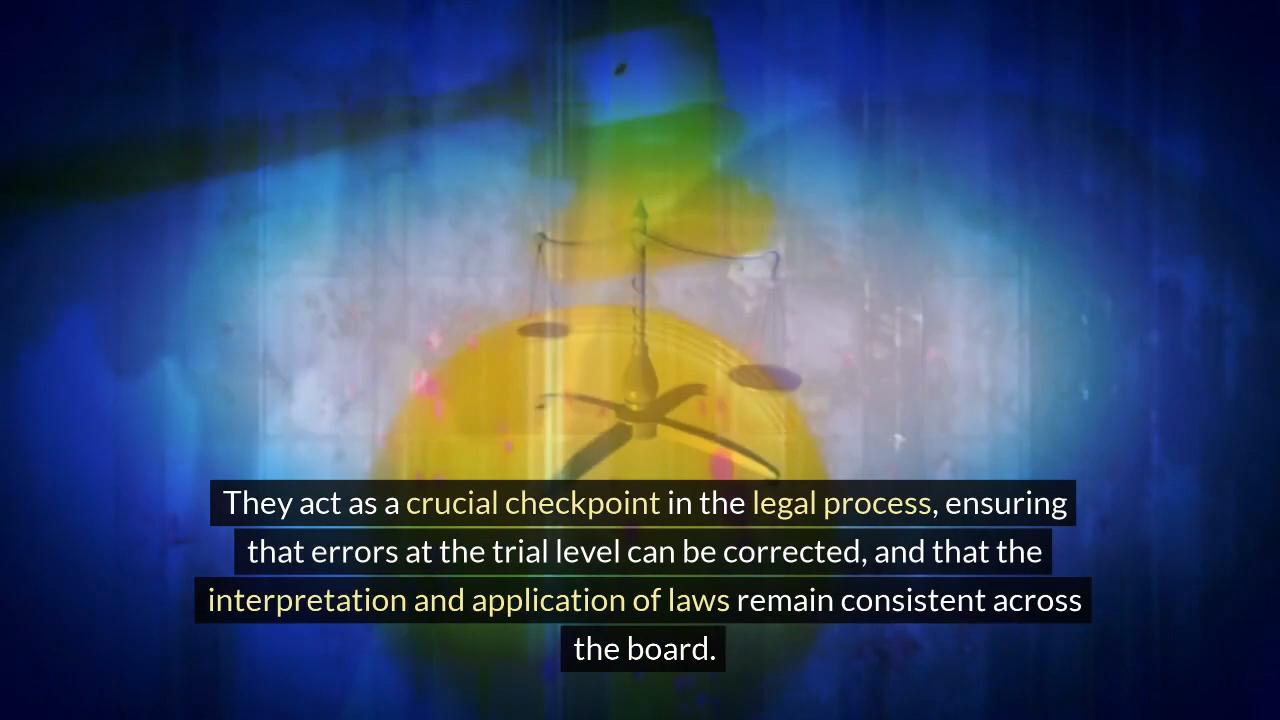 They act as a crucial checkpoint in the legal process, ensuring
that errors at the trial level can be corrected, and that the
interpretation and application of laws remain consistent across
the board.